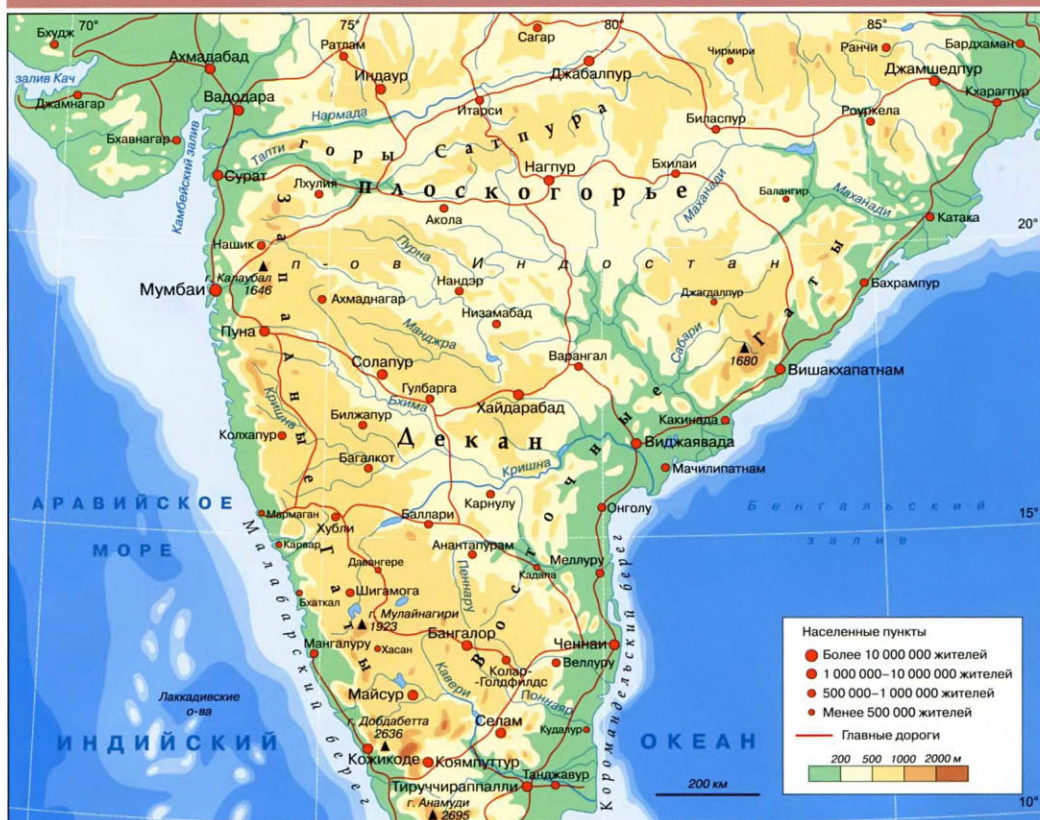 70°
75°
80°
85°
Бхудж
Сагар
Ратлам
Чирмири
Ранчи
Бардхаман
Ахмадабад
Индаур
Джабалпур
Джамшедпур
залив Кач
Джамнагар
Вадодара
Итарси
Кхарагпур
Нармада
Биласпур
Роуркела
Бхавнагар
Камбейский залив
Тапти
горы Сатпура
Сурат
Лхулия
Нагпур
Бхилаи
Плоскогорье
Балангир
Маханади
Маханади
Акола
Катака
20°
Нашик
Пурна
п-ов Индостан
г. Калаубал
1646
Мумбаи
Ахмаднагар
Нандэр
Джагдалпур
Бахрампур
Низамабад
Пуна
Манджра
Сабари
1680
Солапур
Варангал
Вишакхапатнам
Гулбарга
Бхима
Хайдарабад
Кришна
Билжапур
Какинада
Колхапур
Декан
Виджаявада
Багалкот
Кришна
Мачилипатнам
Карнулу
АРАВИЙСКОЕ
МОРЕ
Бенгальский
залив
Мармаган
Хубли
Баллари
Онголу
15°
Карвар
Анантапурам
Давангере
Кадапа
Меллуру
Пеннару
Бхаткал
Шигамога
г. Мулайнагири
1923
Бангалор
Ченнаи
Мангалуру
Хасан
Колар-
-Голдфилдс
Веллуру
Западные Гаты
Восточные Гаты
Малабарский берег
Коромандельский берег
Лаккадивские
о-ва
Майсур
Кавери
Поннаяр
г. Додбабетта
2636
Селам
Кудалур
ИНДИЙСКИЙ
ОКЕАН
Кожикоде
Коямпуттур
Танджавур
Тируччираппалли
г. Анамуди
2695
200 км
10°
Населенные пункты
Более 10 000 000 жителей
1 000 000–10 000 000 жителей
500 000–1 000 000 жителей
Менее 500 000 жителей
Главные дороги
200 500 1000 2000 м